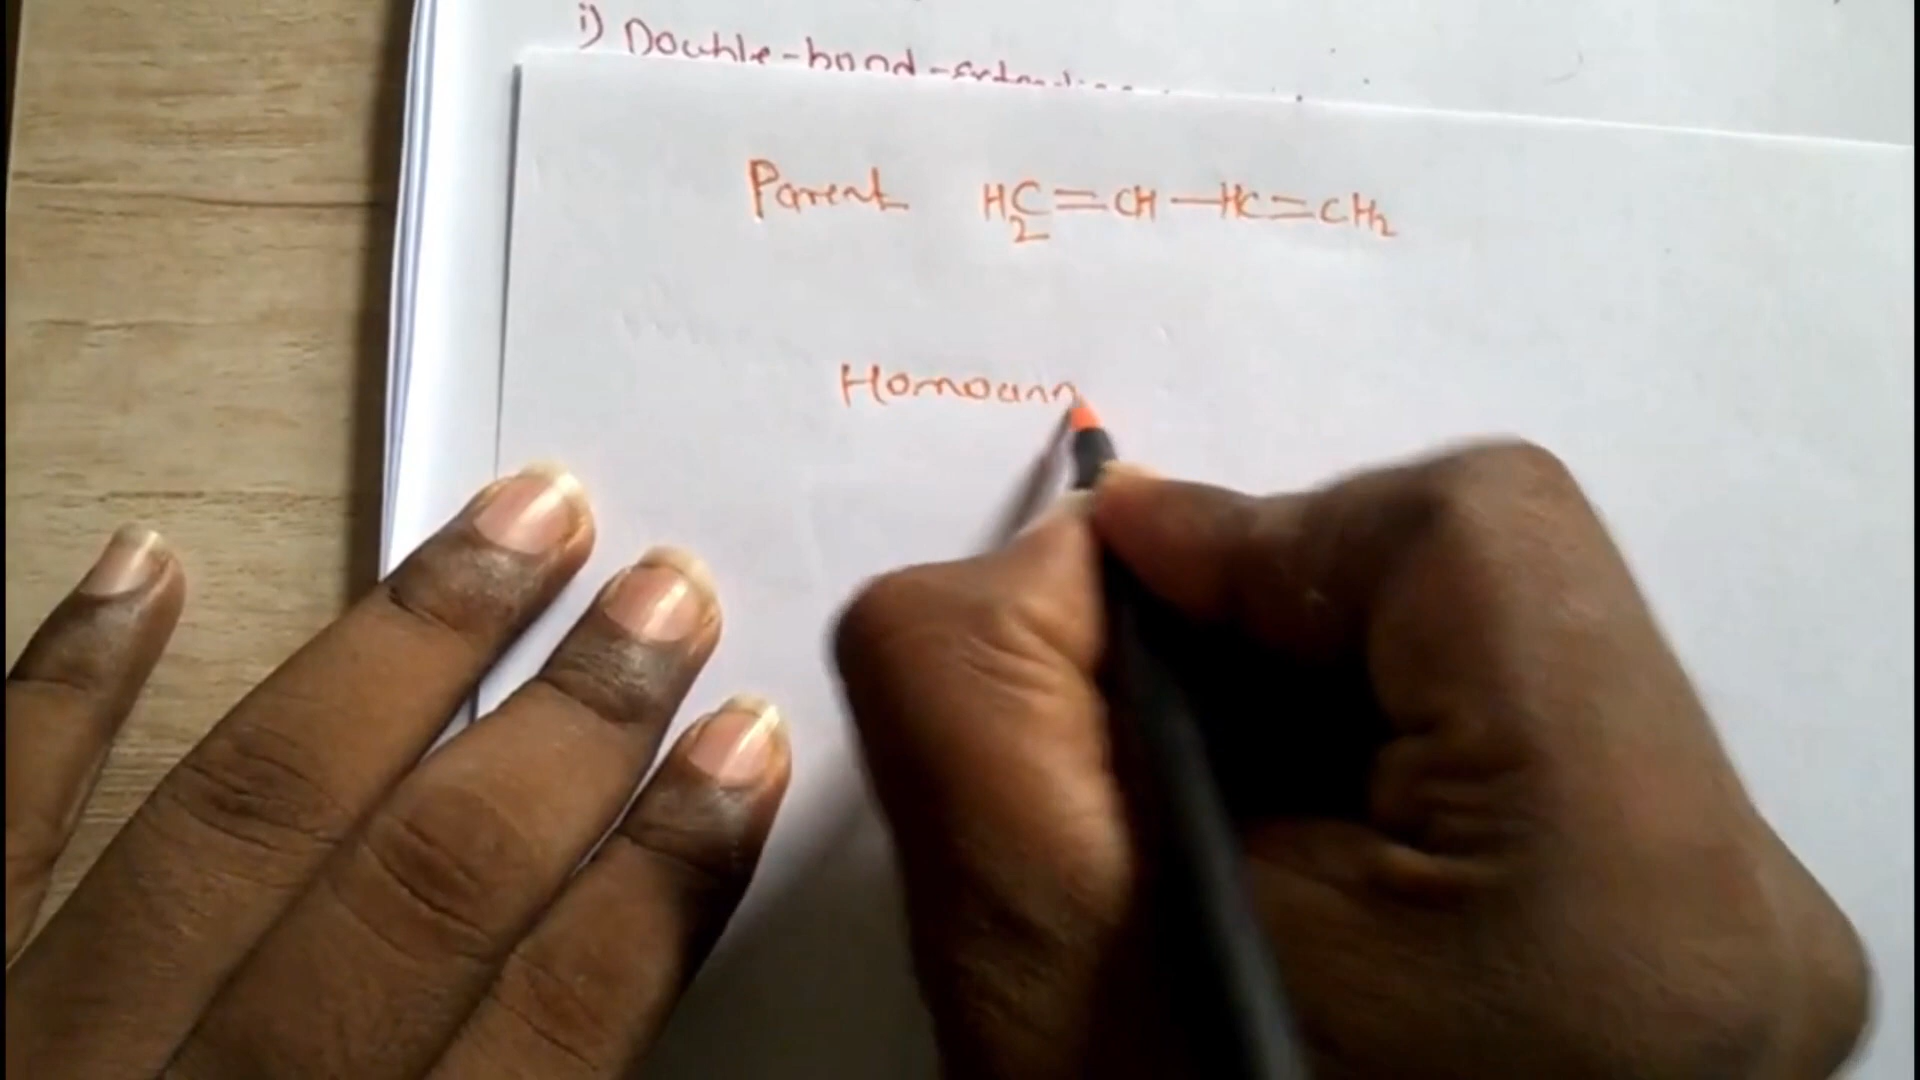 i) Double-bond-
Parent H₂C=CH—HC=CH₂
Homoann